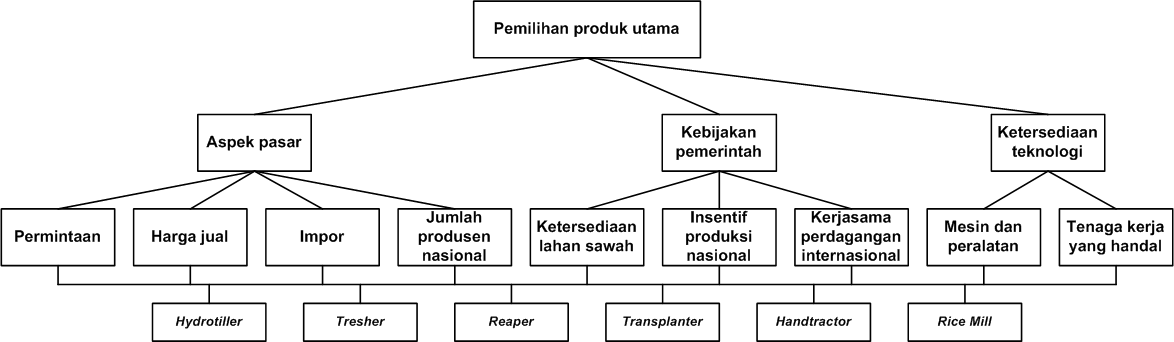 Pemilihan produk utama
Aspek pasar
Kebijakan
pemerintah
Ketersediaan
teknologi
Permintaan
Harga jual
Impor
Jumlah
produsen
nasional
Ketersediaan
lahan sawah
Insentif
produksi
nasional
Kerjasama
perdagangan
internasional
Mesin dan
peralatan
Tenaga kerja
yang handal
Hydrotiller
Tresher
Reaper
Transplanter
Handtractor
Rice Mill